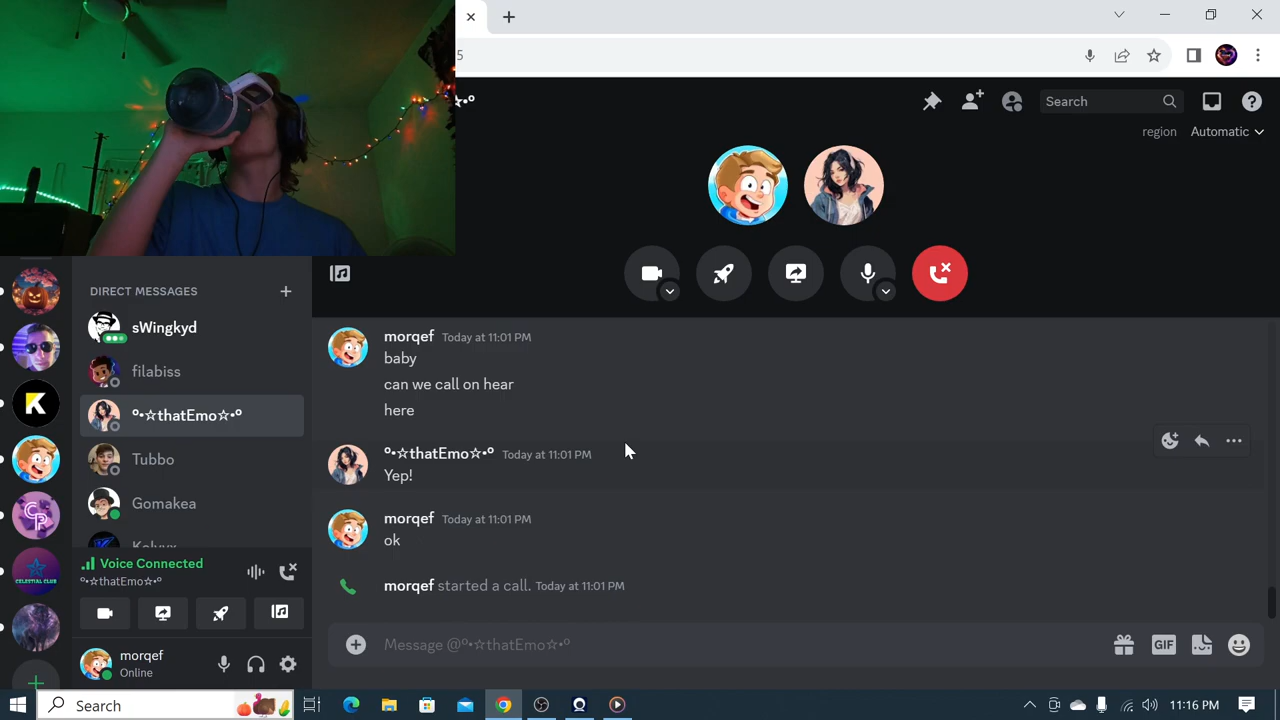 5
☆•º
Search
region Automatic
DIRECT MESSAGES
sWingkyd
filabiss
º•☆thatEmo☆•º
Tubbo
Gomakea
Voice Connected
º•☆thatEmo☆•º
morqef
Online
morqef Today at 11:01 PM
baby
can we call on hear
here
º•☆thatEmo☆•º Today at 11:01 PM
Yep!
morqef Today at 11:01 PM
ok
morqef started a call. Today at 11:01 PM
Message @º•☆thatEmo☆•º
GIF
Search
11:16 PM